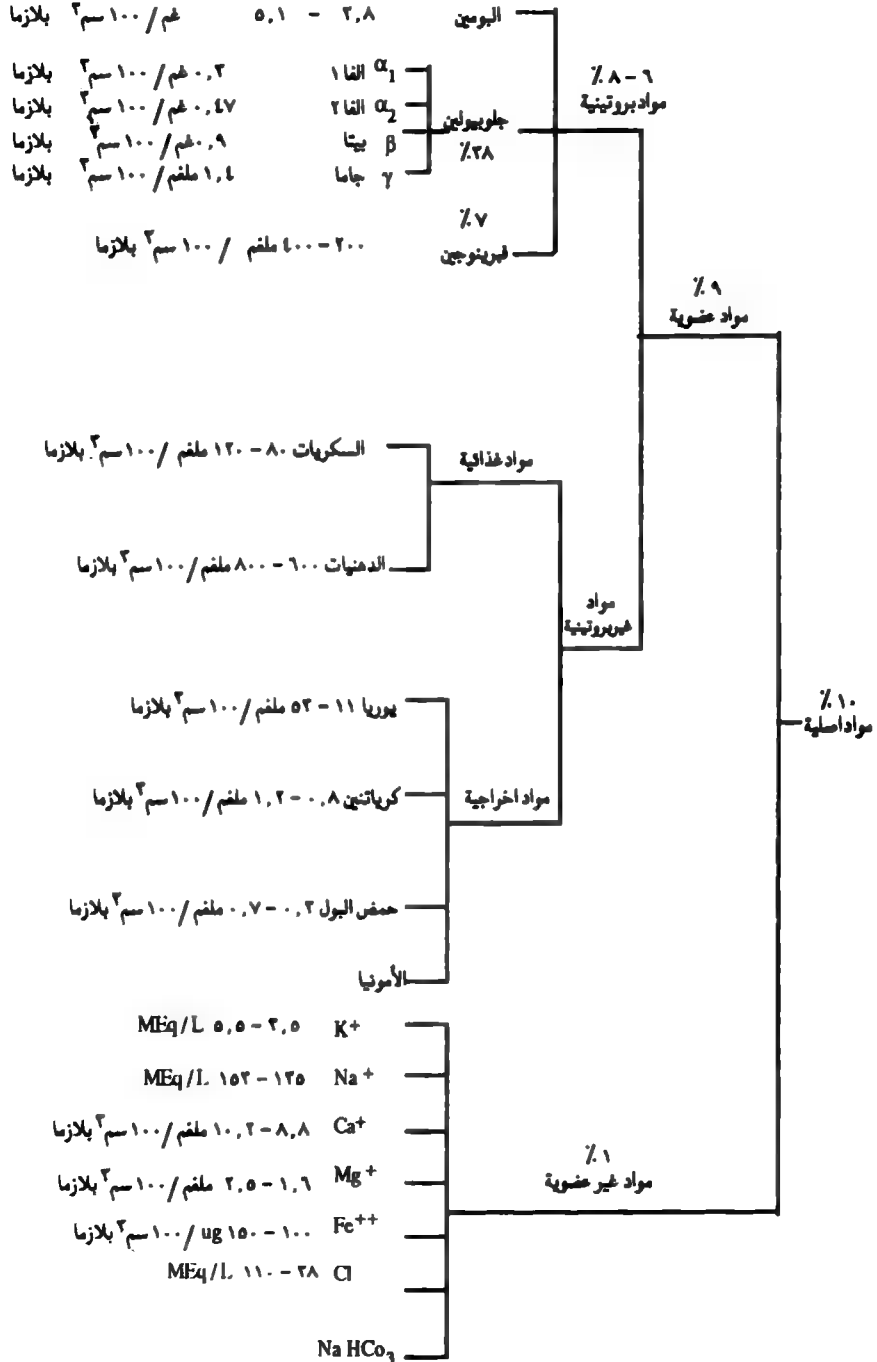 البومين ٣,٨ – ٥,١ غم/١٠٠ سم٣ بلازما
٦ – ٨ ٪
مواد بروتينية
جلوبيولين
٣٨٪
α1 الفا ١ ٠,٣ غم/١٠٠ سم٣ بلازما
α2 الفا ٢ ٠,٤٧ غم/١٠٠ سم٣ بلازما
β بيتا ٠,٩ غم/١٠٠ سم٣ بلازما
γ جاما ١,٤ ملغم/١٠٠ سم٣ بلازما
٧٪
فبرينوجين
٢٠٠ – ٤٠٠ ملغم /١٠٠ سم٣ بلازما
٩٪
مواد عضوية
السكريات ٨٠ – ١٢٠ ملغم /١٠٠ سم٣ بلازما
مواد غذائية
الدهنيات ٦٠٠ – ٨٠٠ ملغم/١٠٠ سم٣ بلازما
مواد
غيربروتينية
يوريا ١١ – ٥٣ ملغم/١٠٠ سم٣ بلازما
١٠٪
مواد اصلية
كرياتنين ٠,٨ – ١,٢ ملغم/١٠٠ سم٣ بلازما
مواد اخراجية
حمض البول ٠,٣ – ٠,٧ ملغم/١٠٠ سم٣ بلازما
الأمونيا
K+ ٣,٥ – ٥,٥ MEq/L
Na+ ١٣٥ – ١٥٣ MEq/L
Ca+ ٨,٨ – ١٠,٢ ملغم/١٠٠ سم٣ بلازما
١٪
مواد غير عضوية
Mg+ ١,٦ – ٢,٥ ملغم/١٠٠ سم٣ بلازما
Fe++ ١٠٠ – ١٥٠ ug /١٠٠ سم٣ بلازما
Cl ٣٨ – ١١٠ MEq/L
Na HCo3